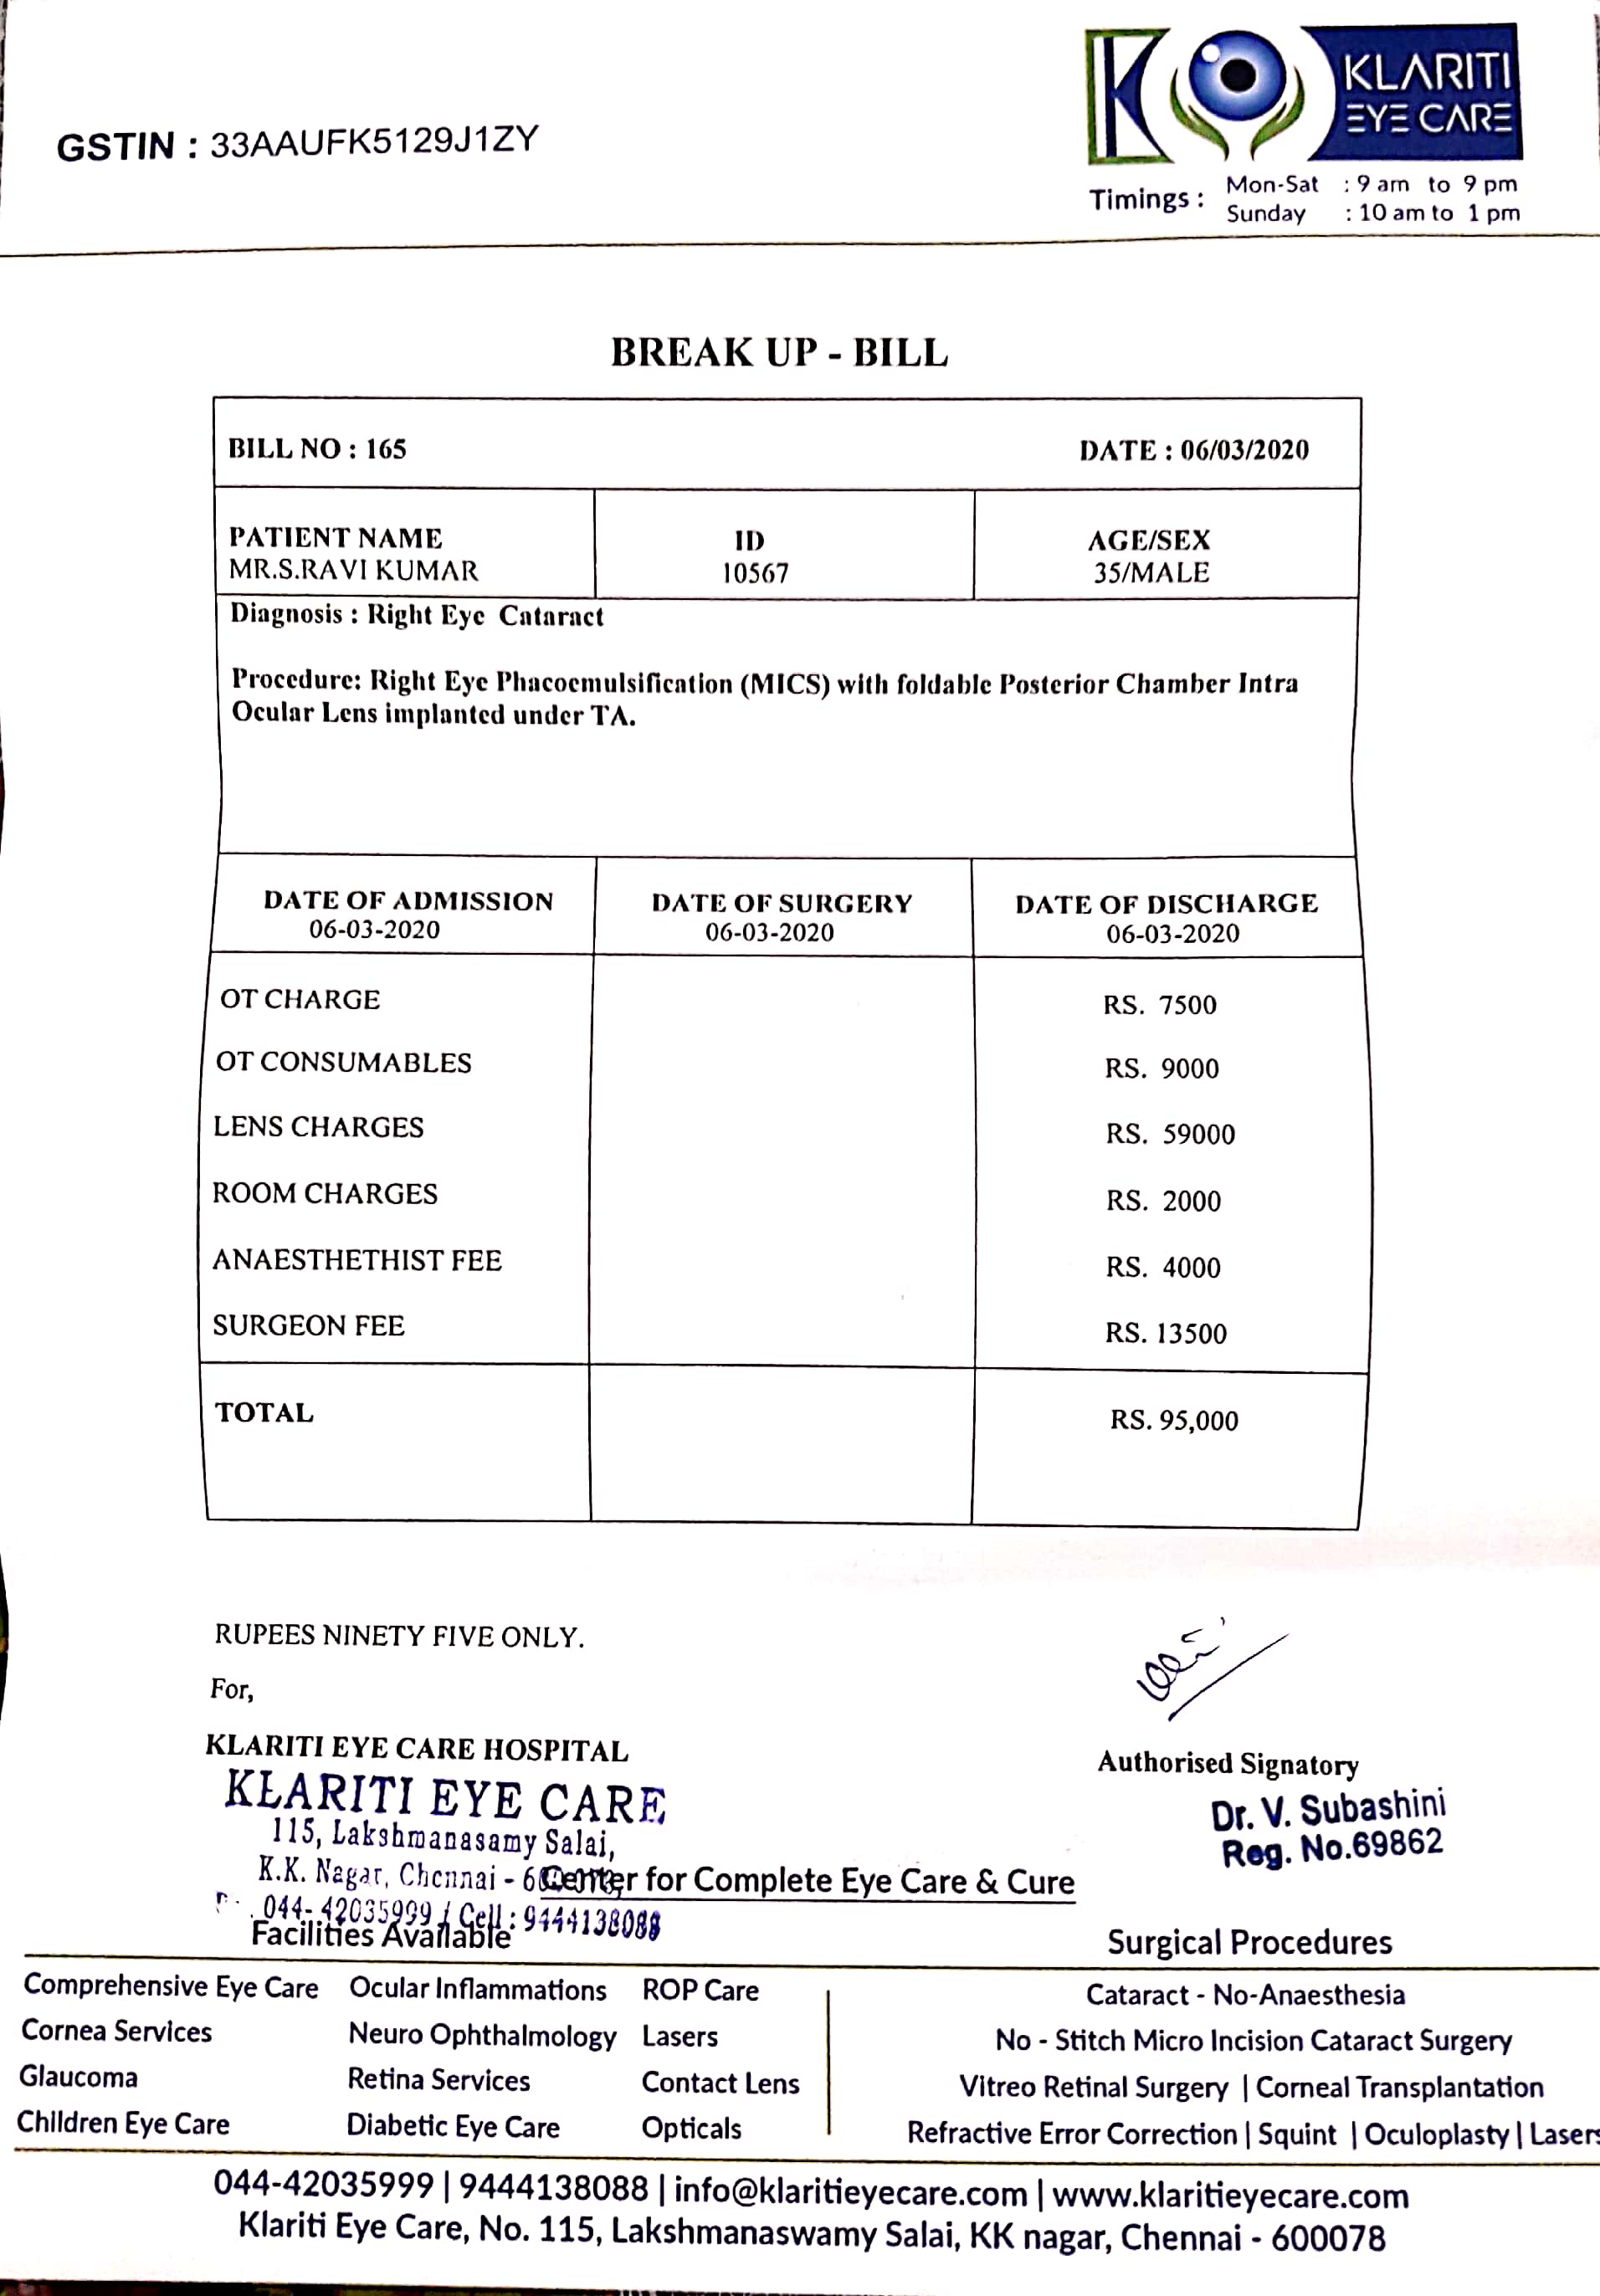 KLARITI
EYE CARE
GSTIN : 33AAUFK5129J1ZY
Timings : Mon-Sat : 9 am to 9 pm
Sunday : 10 am to 1 pm
BREAK UP - BILL
BILL NO : 165 DATE : 06/03/2020
PATIENT NAME ID AGE/SEX
MR.S.RAVI KUMAR 10567 35/MALE
Diagnosis : Right Eye Cataract
Procedure: Right Eye Phacoemulsification (MICS) with foldable Posterior Chamber Intra
Ocular Lens implanted under TA.
DATE OF ADMISSION DATE OF SURGERY DATE OF DISCHARGE
06-03-2020 06-03-2020 06-03-2020
OT CHARGE RS. 7500
OT CONSUMABLES RS. 9000
LENS CHARGES RS. 59000
ROOM CHARGES RS. 2000
ANAESTHETHIST FEE RS. 4000
SURGEON FEE RS. 13500
TOTAL RS. 95,000
RUPEES NINETY FIVE ONLY.
For,
KLARITI EYE CARE HOSPITAL
Authorised Signatory
KLARITI EYE CARE
115, Lakshmanasamy Salai,
K.K. Nagar, Chennai -
044-42035999 / Cell : 9444138088
Dr. V. Subashini
Reg. No.69862
Center for Complete Eye Care & Cure
Facilities Available
Comprehensive Eye Care Ocular Inflammations ROP Care
Cornea Services Neuro Ophthalmology Lasers
Glaucoma Retina Services Contact Lens
Children Eye Care Diabetic Eye Care Opticals
Surgical Procedures
Cataract - No-Anaesthesia
No - Stitch Micro Incision Cataract Surgery
Vitreo Retinal Surgery | Corneal Transplantation
Refractive Error Correction | Squint | Oculoplasty | Lasers
044-42035999 | 9444138088 | info@klaritieyecare.com | www.klaritieyecare.com
Klariti Eye Care, No. 115, Lakshmanaswamy Salai, KK nagar, Chennai - 600078